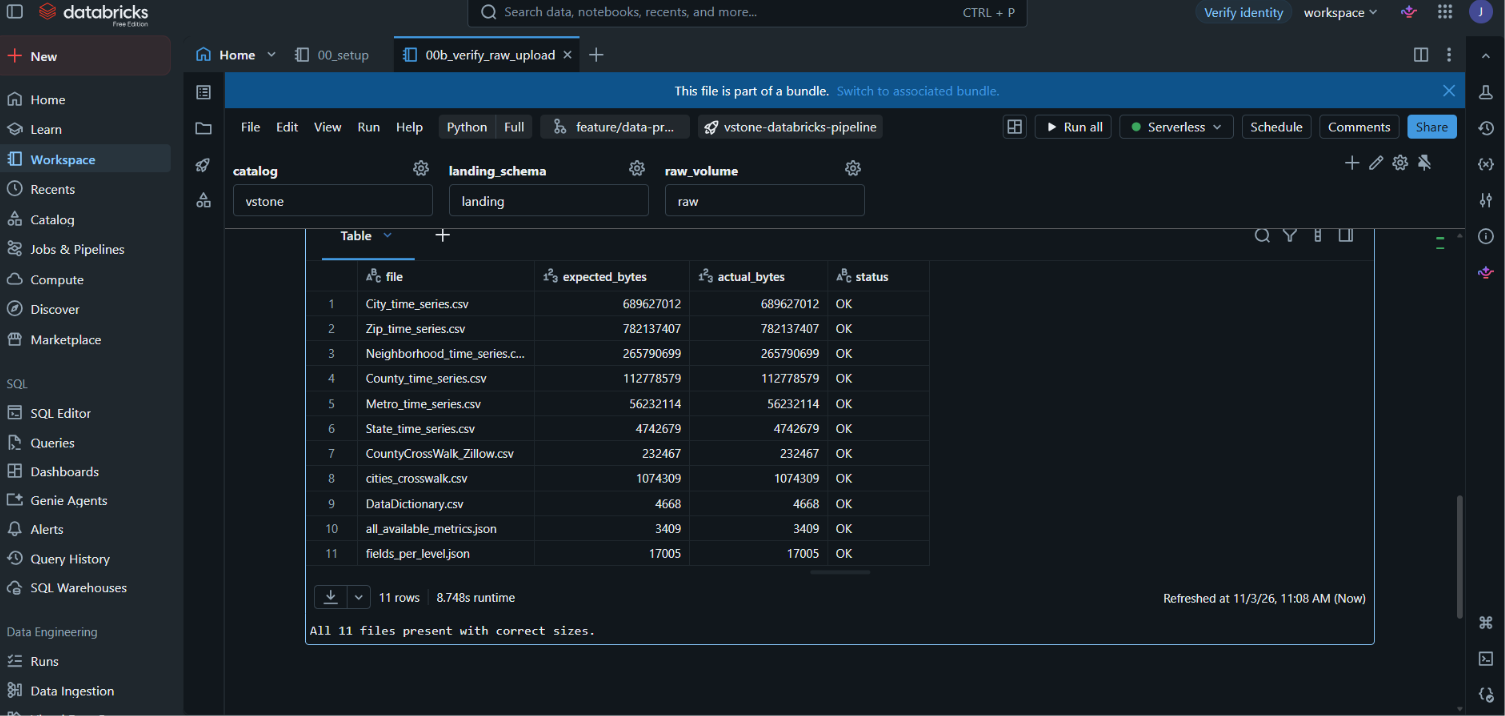 databricks
Free Edition
Search data, notebooks, recents, and more...
CTRL + P
Verify identity
workspace
J
New
Home
Learn
Workspace
Recents
Catalog
Jobs & Pipelines
Compute
Discover
Marketplace
SQL
SQL Editor
Queries
Dashboards
Genie Agents
Alerts
Query History
SQL Warehouses
Data Engineering
Runs
Data Ingestion
Home
00_setup
00b_verify_raw_upload
This file is part of a bundle. Switch to associated bundle.
File Edit View Run Help Python Full feature/data-pr... vstone-databricks-pipeline
Run all Serverless Schedule Comments Share
catalog landing_schema raw_volume
vstone landing raw
Table
file expected_bytes actual_bytes status
1 City_time_series.csv 689627012 689627012 OK
2 Zip_time_series.csv 782137407 782137407 OK
3 Neighborhood_time_series.c... 265790699 265790699 OK
4 County_time_series.csv 112778579 112778579 OK
5 Metro_time_series.csv 56232114 56232114 OK
6 State_time_series.csv 4742679 4742679 OK
7 CountyCrossWalk_Zillow.csv 232467 232467 OK
8 cities_crosswalk.csv 1074309 1074309 OK
9 DataDictionary.csv 4668 4668 OK
10 all_available_metrics.json 3409 3409 OK
11 fields_per_level.json 17005 17005 OK
11 rows 8.748s runtime
Refreshed at 11/3/26, 11:08 AM (Now)
All 11 files present with correct sizes.